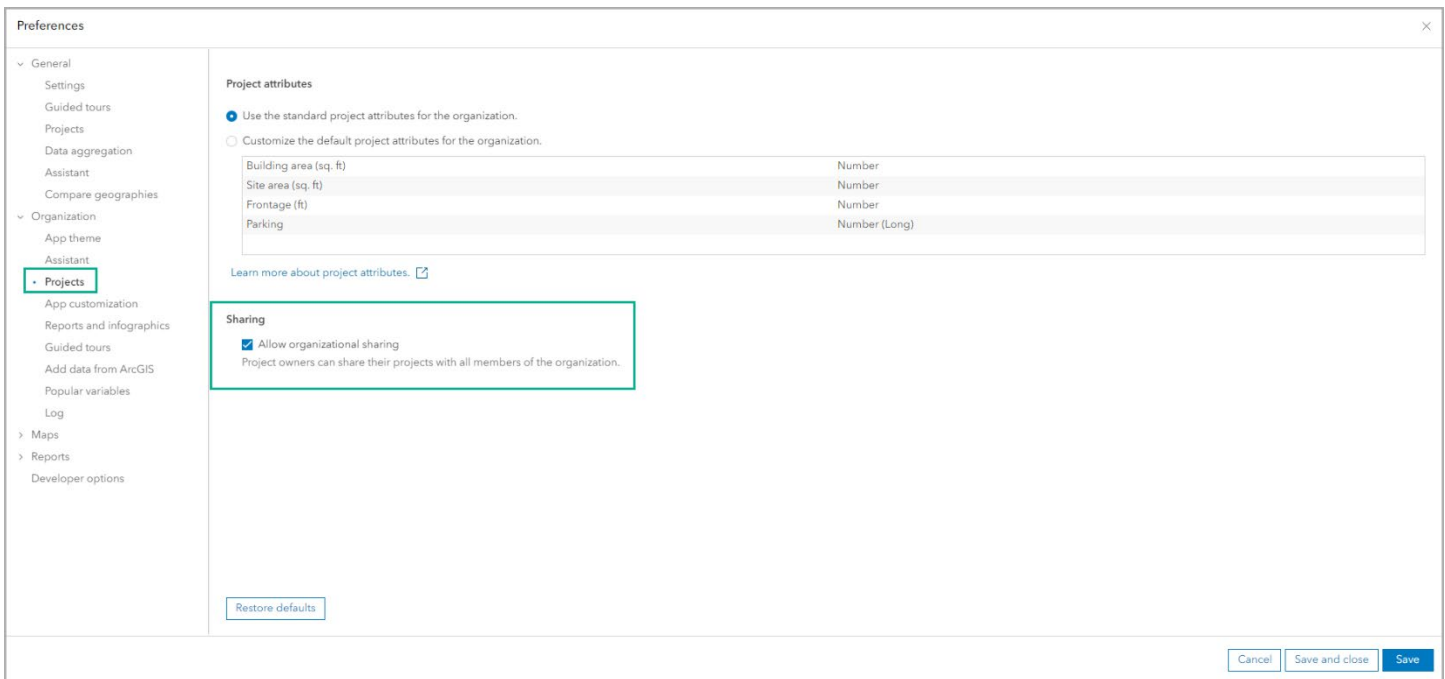 Preferences
General
Settings
Guided tours
Projects
Data aggregation
Assistant
Compare geographies
Organization
App theme
Assistant
Projects
App customization
Reports and infographics
Guided tours
Add data from ArcGIS
Popular variables
Log
Maps
Reports
Developer options
Project attributes
Use the standard project attributes for the organization.
Customize the default project attributes for the organization.
Building area (sq. ft) Number
Site area (sq. ft) Number
Frontage (ft) Number
Parking Number (Long)
Learn more about project attributes.
Sharing
Allow organizational sharing
Project owners can share their projects with all members of the organization.
Restore defaults
Cancel Save and close Save